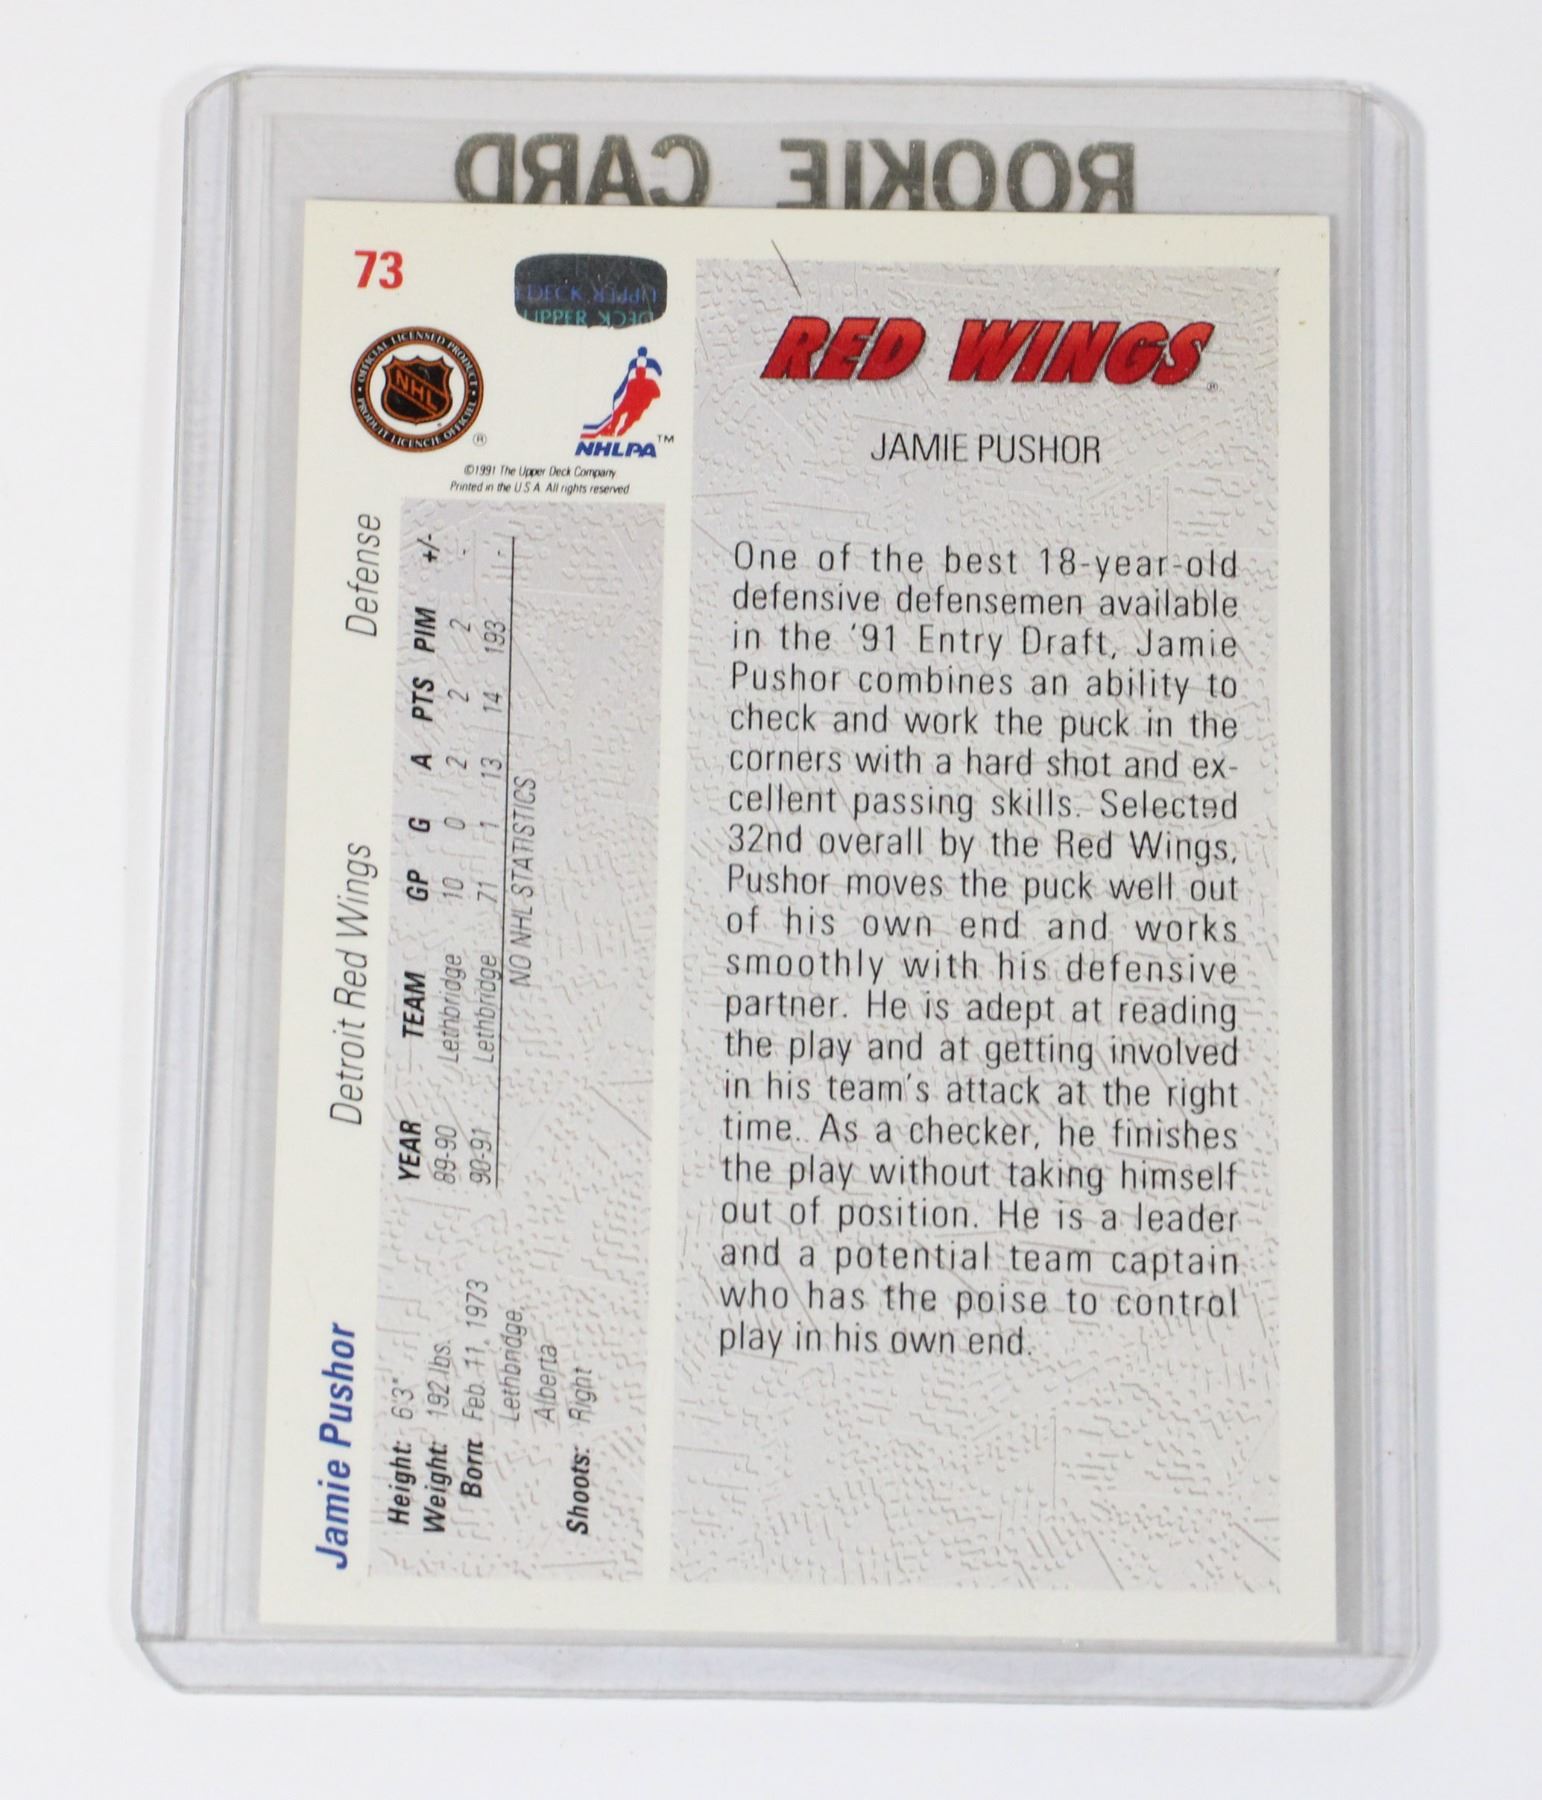 ROOKIE CARD
73
UPPER DECK
UPPER DECK
OFFICIAL LICENSED PRODUCT
NHL
PRODUIT LICENCIÉ OFFICIEL
®
NHLPA™
©1991 The Upper Deck Company
Printed in the U.S.A. All rights reserved
Jamie Pushor Detroit Red Wings Defense
Height: 6'3"
Weight: 192 lbs.
Born: Feb. 11, 1973
Lethbridge,
Alberta
Shoots: Right
YEAR TEAM GP G A PTS PIM +/-
89-90 Lethbridge 10 0 2 2 2 -
90-91 Lethbridge 71 1 13 14 193 -
NO NHL STATISTICS
RED WINGS®
JAMIE PUSHOR
One of the best 18-year-old
defensive defensemen available
in the '91 Entry Draft, Jamie
Pushor combines an ability to
check and work the puck in the
corners with a hard shot and ex-
cellent passing skills. Selected
32nd overall by the Red Wings,
Pushor moves the puck well out
of his own end and works
smoothly with his defensive
partner. He is adept at reading
the play and at getting involved
in his team's attack at the right
time. As a checker, he finishes
the play without taking himself
out of position. He is a leader
and a potential team captain
who has the poise to control
play in his own end.